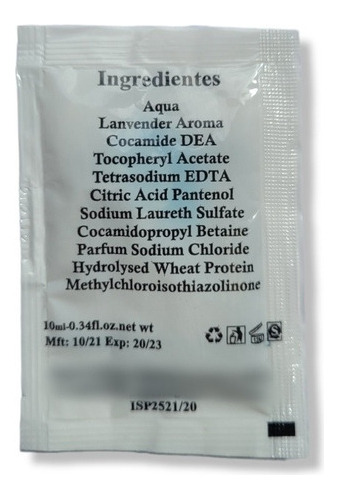 Ingredientes
Aqua
Lanvender Aroma
Cocamide DEA
Tocopheryl Acetate
Tetrasodium EDTA
Citric Acid Pantenol
Sodium Laureth Sulfate
Cocamidopropyl Betaine
Parfum Sodium Chloride
Hydrolysed Wheat Protein
Methylchloroisothiazolinone
10ml-0.34fl.oz.net wt
Mft: 10/21 Exp: 20/23
ISP2521/20